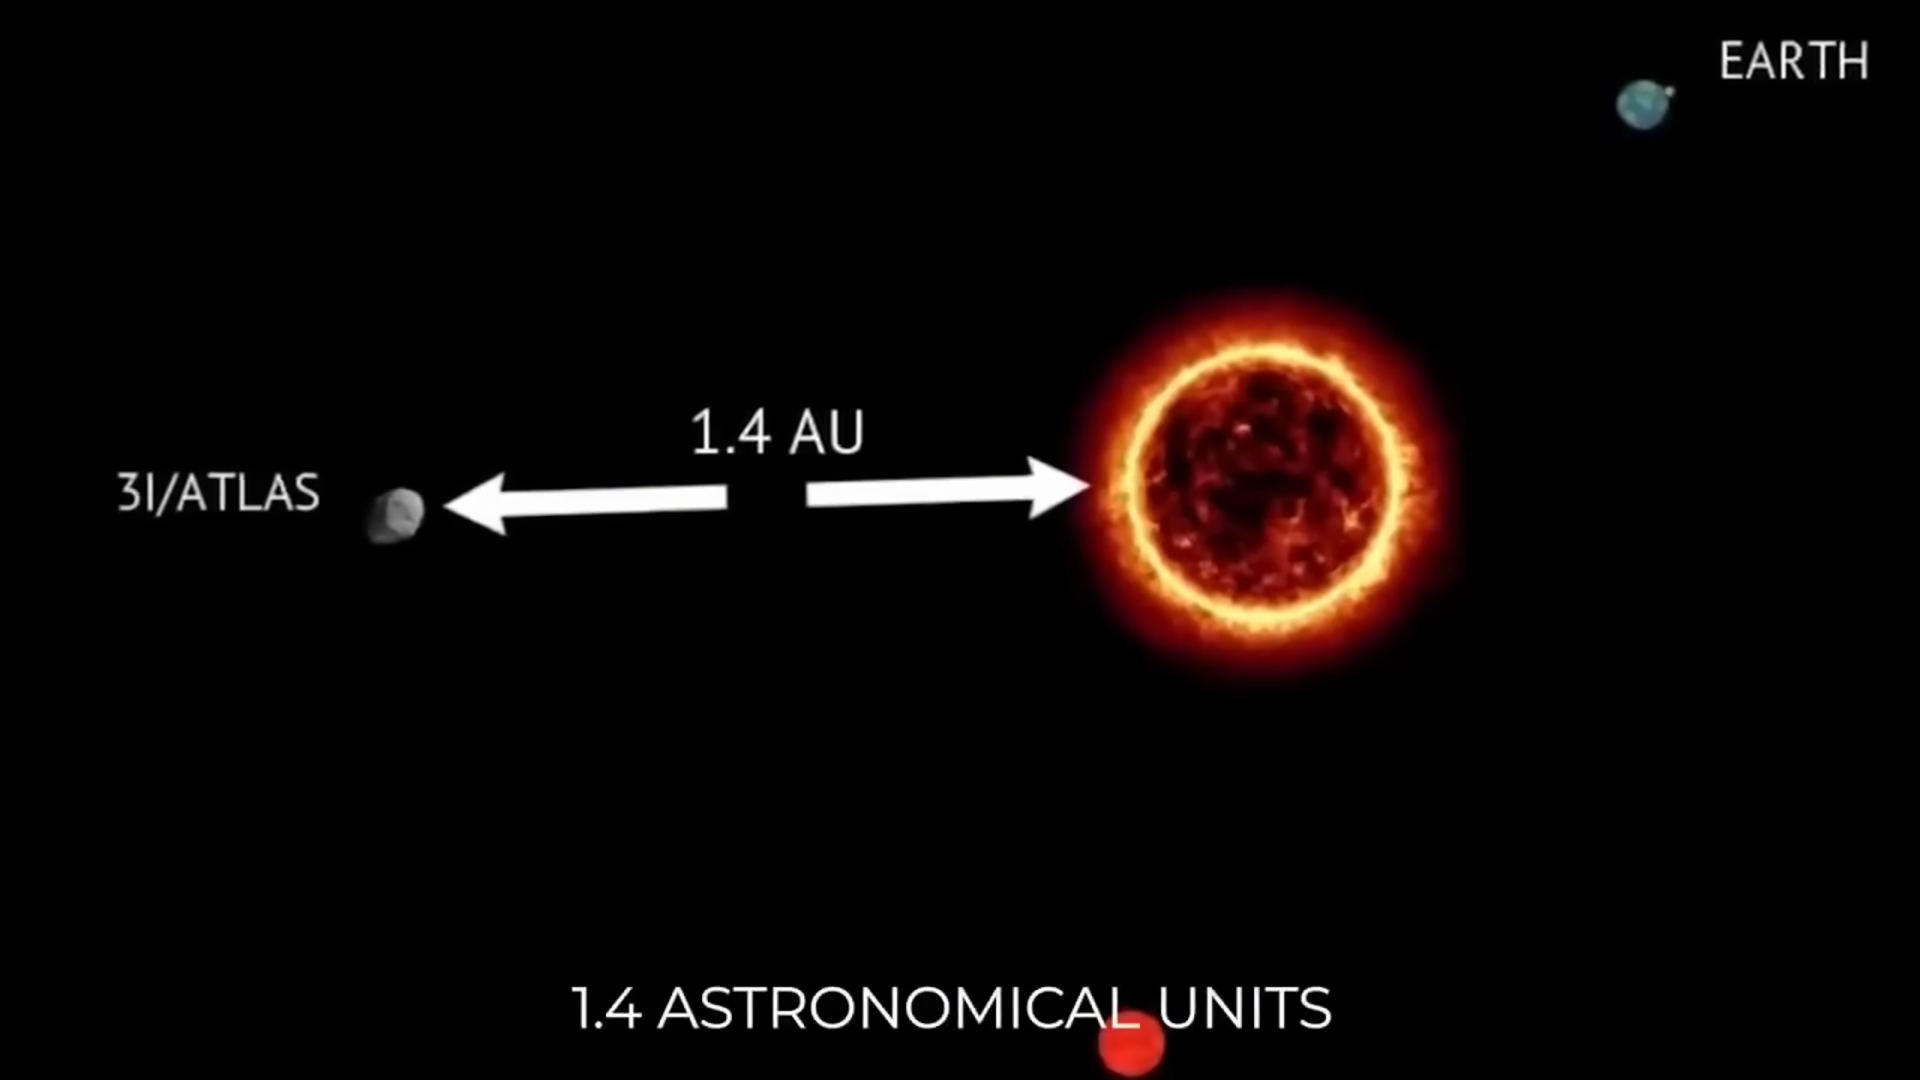 EARTH
1.4 AU
3I/ATLAS
1.4 ASTRONOMICAL UNITS